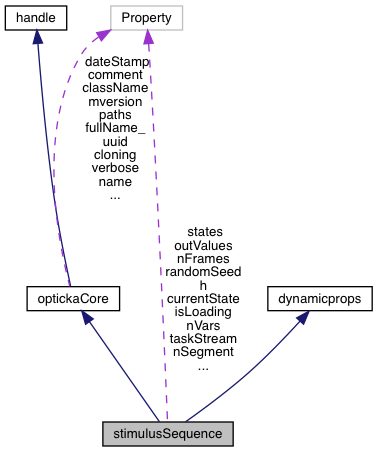 handle
Property
dateStamp
comment
className
mversion
paths
fullName_
uuid
cloning
verbose
name
...
states
outValues
nFrames
randomSeed
h
currentState
isLoading
nVars
taskStream
nSegment
...
optickaCore
dynamicprops
stimulusSequence